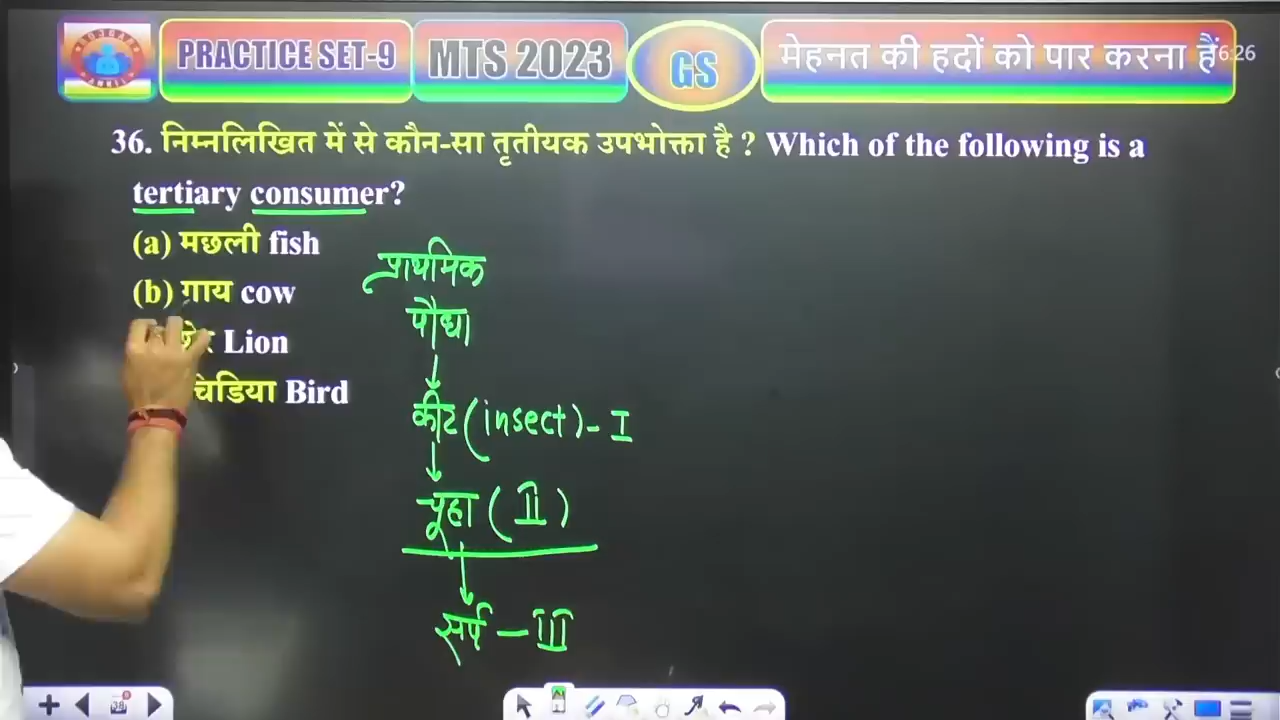 PRACTICE SET-9
MTS 2023
GS
मेहनत की हदों को पार करना हैं
6:26
36. निम्नलिखित में से कौन-सा तृतीयक उपभोक्ता है ? Which of the following is a
tertiary consumer?
(a) मछली fish
(b) गाय cow
Lion
चिडिया Bird
प्राथमिक
पौधा
कीट (insect) - I
चूहा (II)
सर्प - III